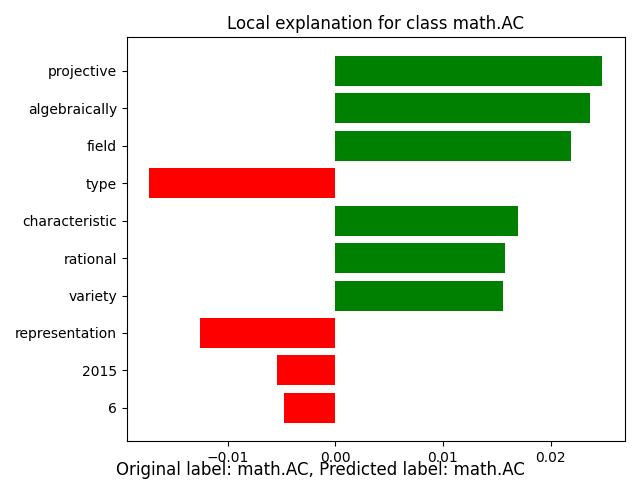 Local explanation for class math.AC
projective
algebraically
field
type
characteristic
rational
variety
representation
2015
6
−0.01 0.00 0.01 0.02
Original label: math.AC, Predicted label: math.AC